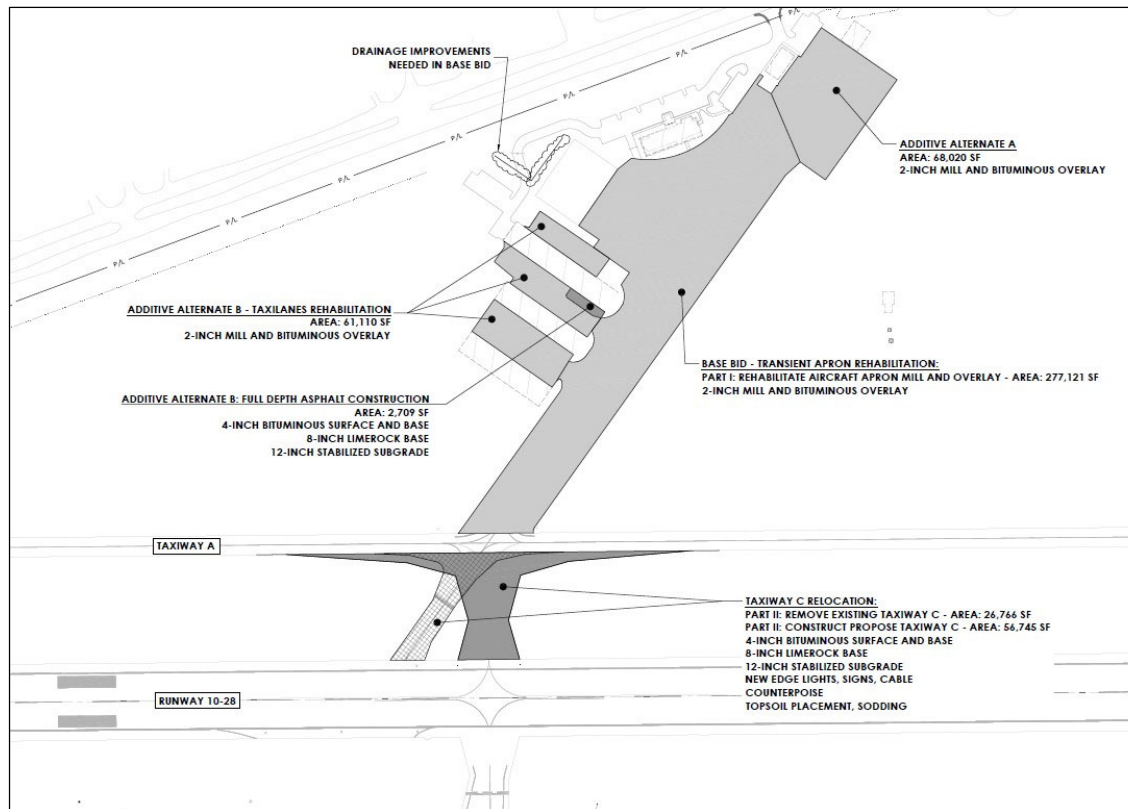 P/L
DRAINAGE IMPROVEMENTS
NEEDED IN BASE BID
P/L
ADDITIVE ALTERNATE A
AREA: 68,020 SF
2-INCH MILL AND BITUMINOUS OVERLAY
P/L
P/L
P/L
ADDITIVE ALTERNATE B - TAXILANES REHABILITATION
AREA: 61,110 SF
2-INCH MILL AND BITUMINOUS OVERLAY
BASE BID - TRANSIENT APRON REHABILITATION:
PART I: REHABILITATE AIRCRAFT APRON MILL AND OVERLAY - AREA: 277,121 SF
2-INCH MILL AND BITUMINOUS OVERLAY
ADDITIVE ALTERNATE B: FULL DEPTH ASPHALT CONSTRUCTION
AREA: 2,709 SF
4-INCH BITUMINOUS SURFACE AND BASE
8-INCH LIMEROCK BASE
12-INCH STABILIZED SUBGRADE
TAXIWAY A
TAXIWAY C RELOCATION:
PART II: REMOVE EXISTING TAXIWAY C - AREA: 26,766 SF
PART II: CONSTRUCT PROPOSE TAXIWAY C - AREA: 56,745 SF
4-INCH BITUMINOUS SURFACE AND BASE
8-INCH LIMEROCK BASE
12-INCH STABILIZED SUBGRADE
NEW EDGE LIGHTS, SIGNS, CABLE
COUNTERPOISE
TOPSOIL PLACEMENT, SODDING
RUNWAY 10-28